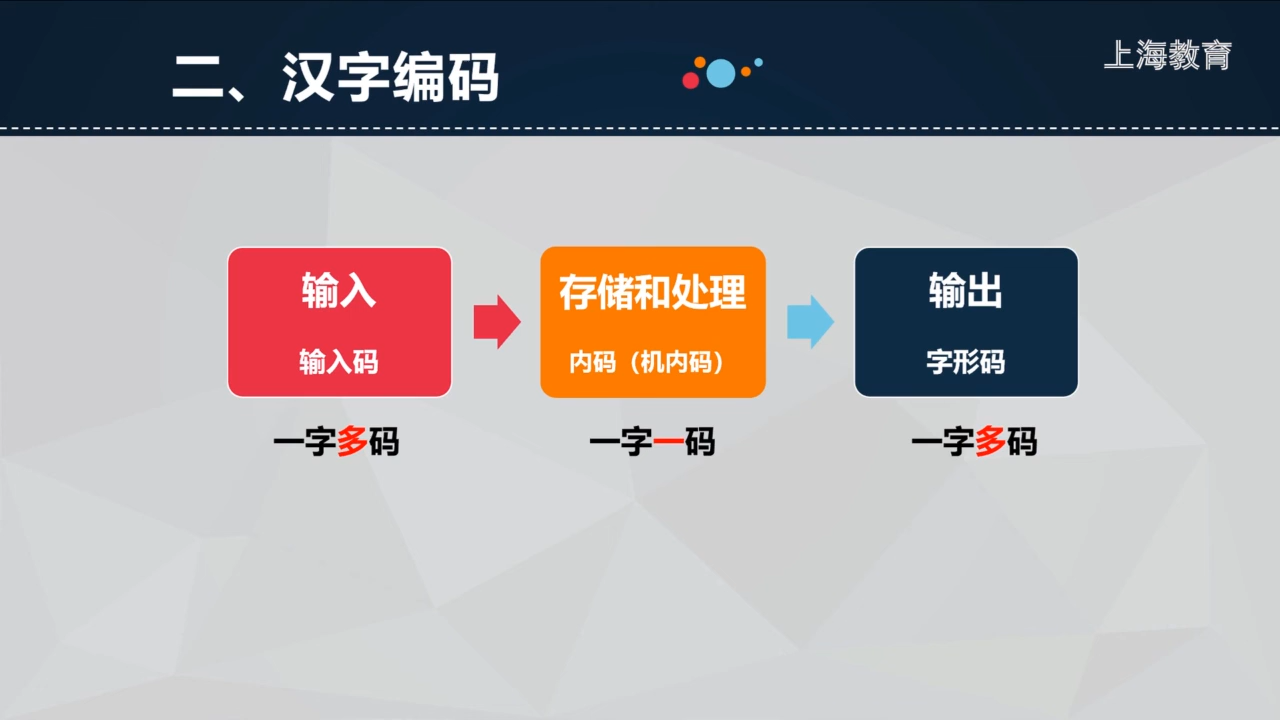 二、汉字编码
上海教育
输入
输入码
一字多码
存储和处理
内码（机内码）
一字一码
输出
字形码
一字多码